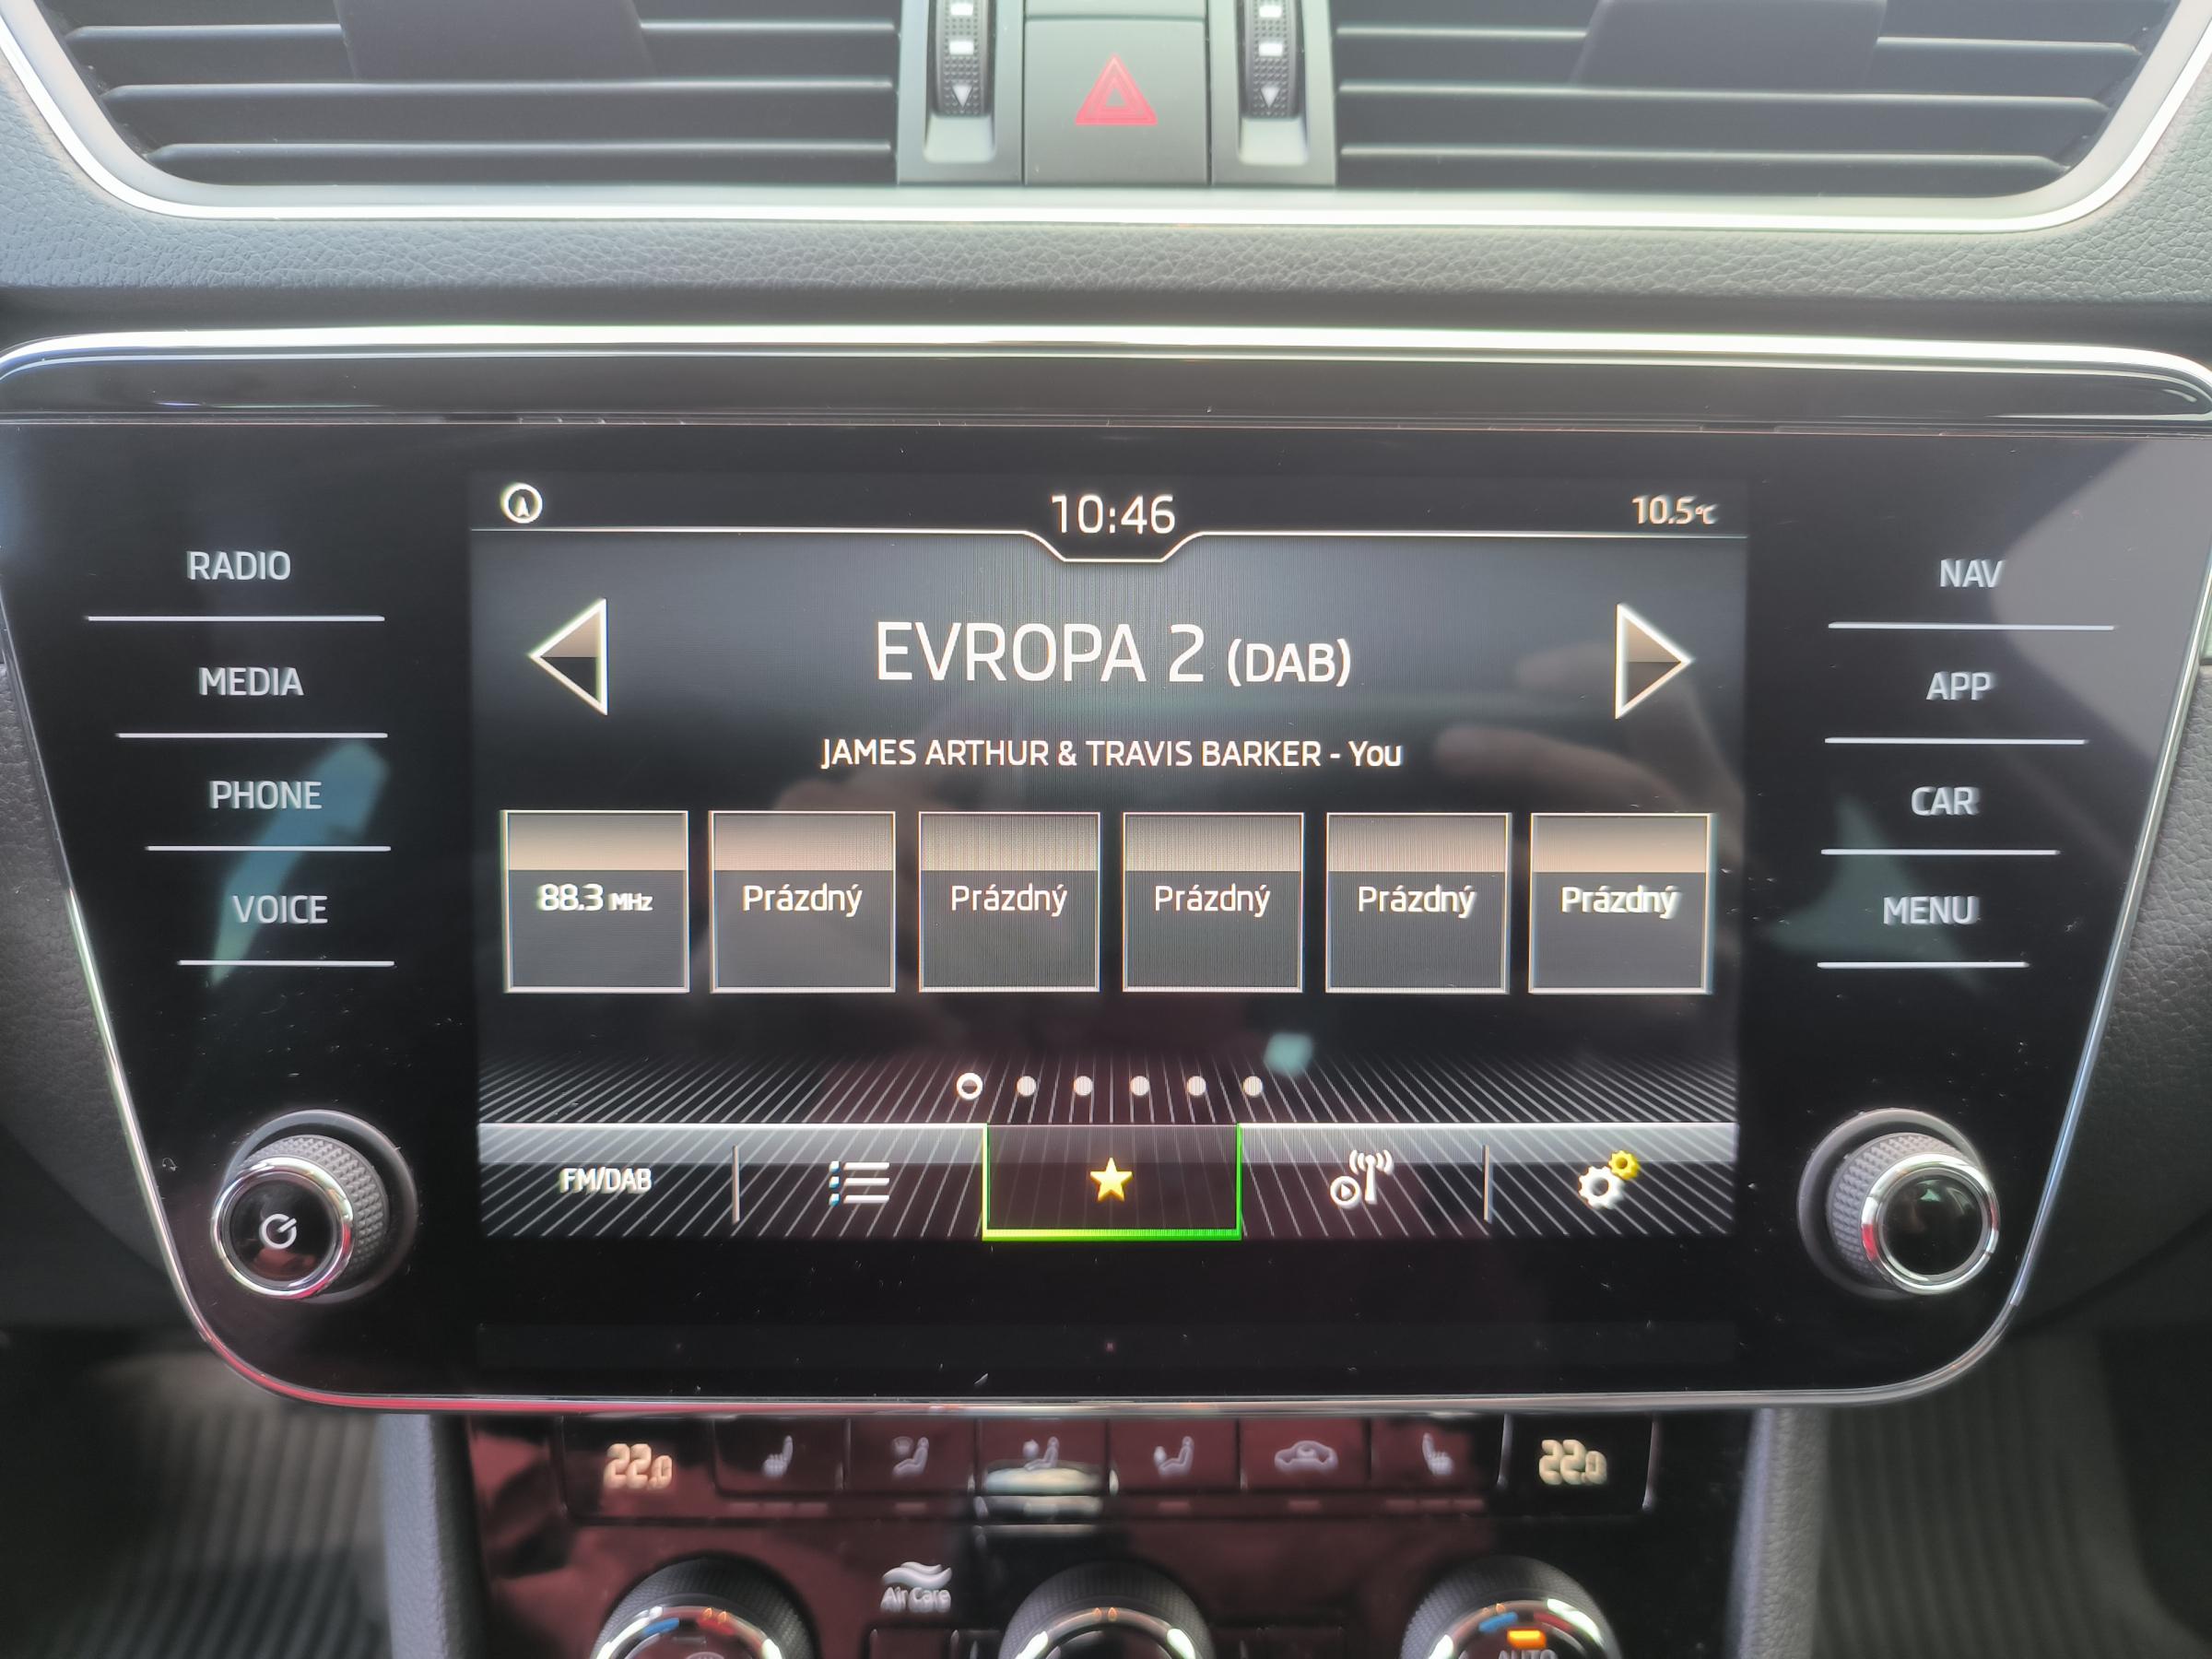 10:46
10.5°C
RADIO
MEDIA
PHONE
VOICE
EVROPA 2 (DAB)
JAMES ARTHUR & TRAVIS BARKER - You
88.3 MHz
Prázdný
Prázdný
Prázdný
Prázdný
Prázdný
FM/DAB
NAV
APP
CAR
MENU
22.0
22.0
Air Care
AUTO